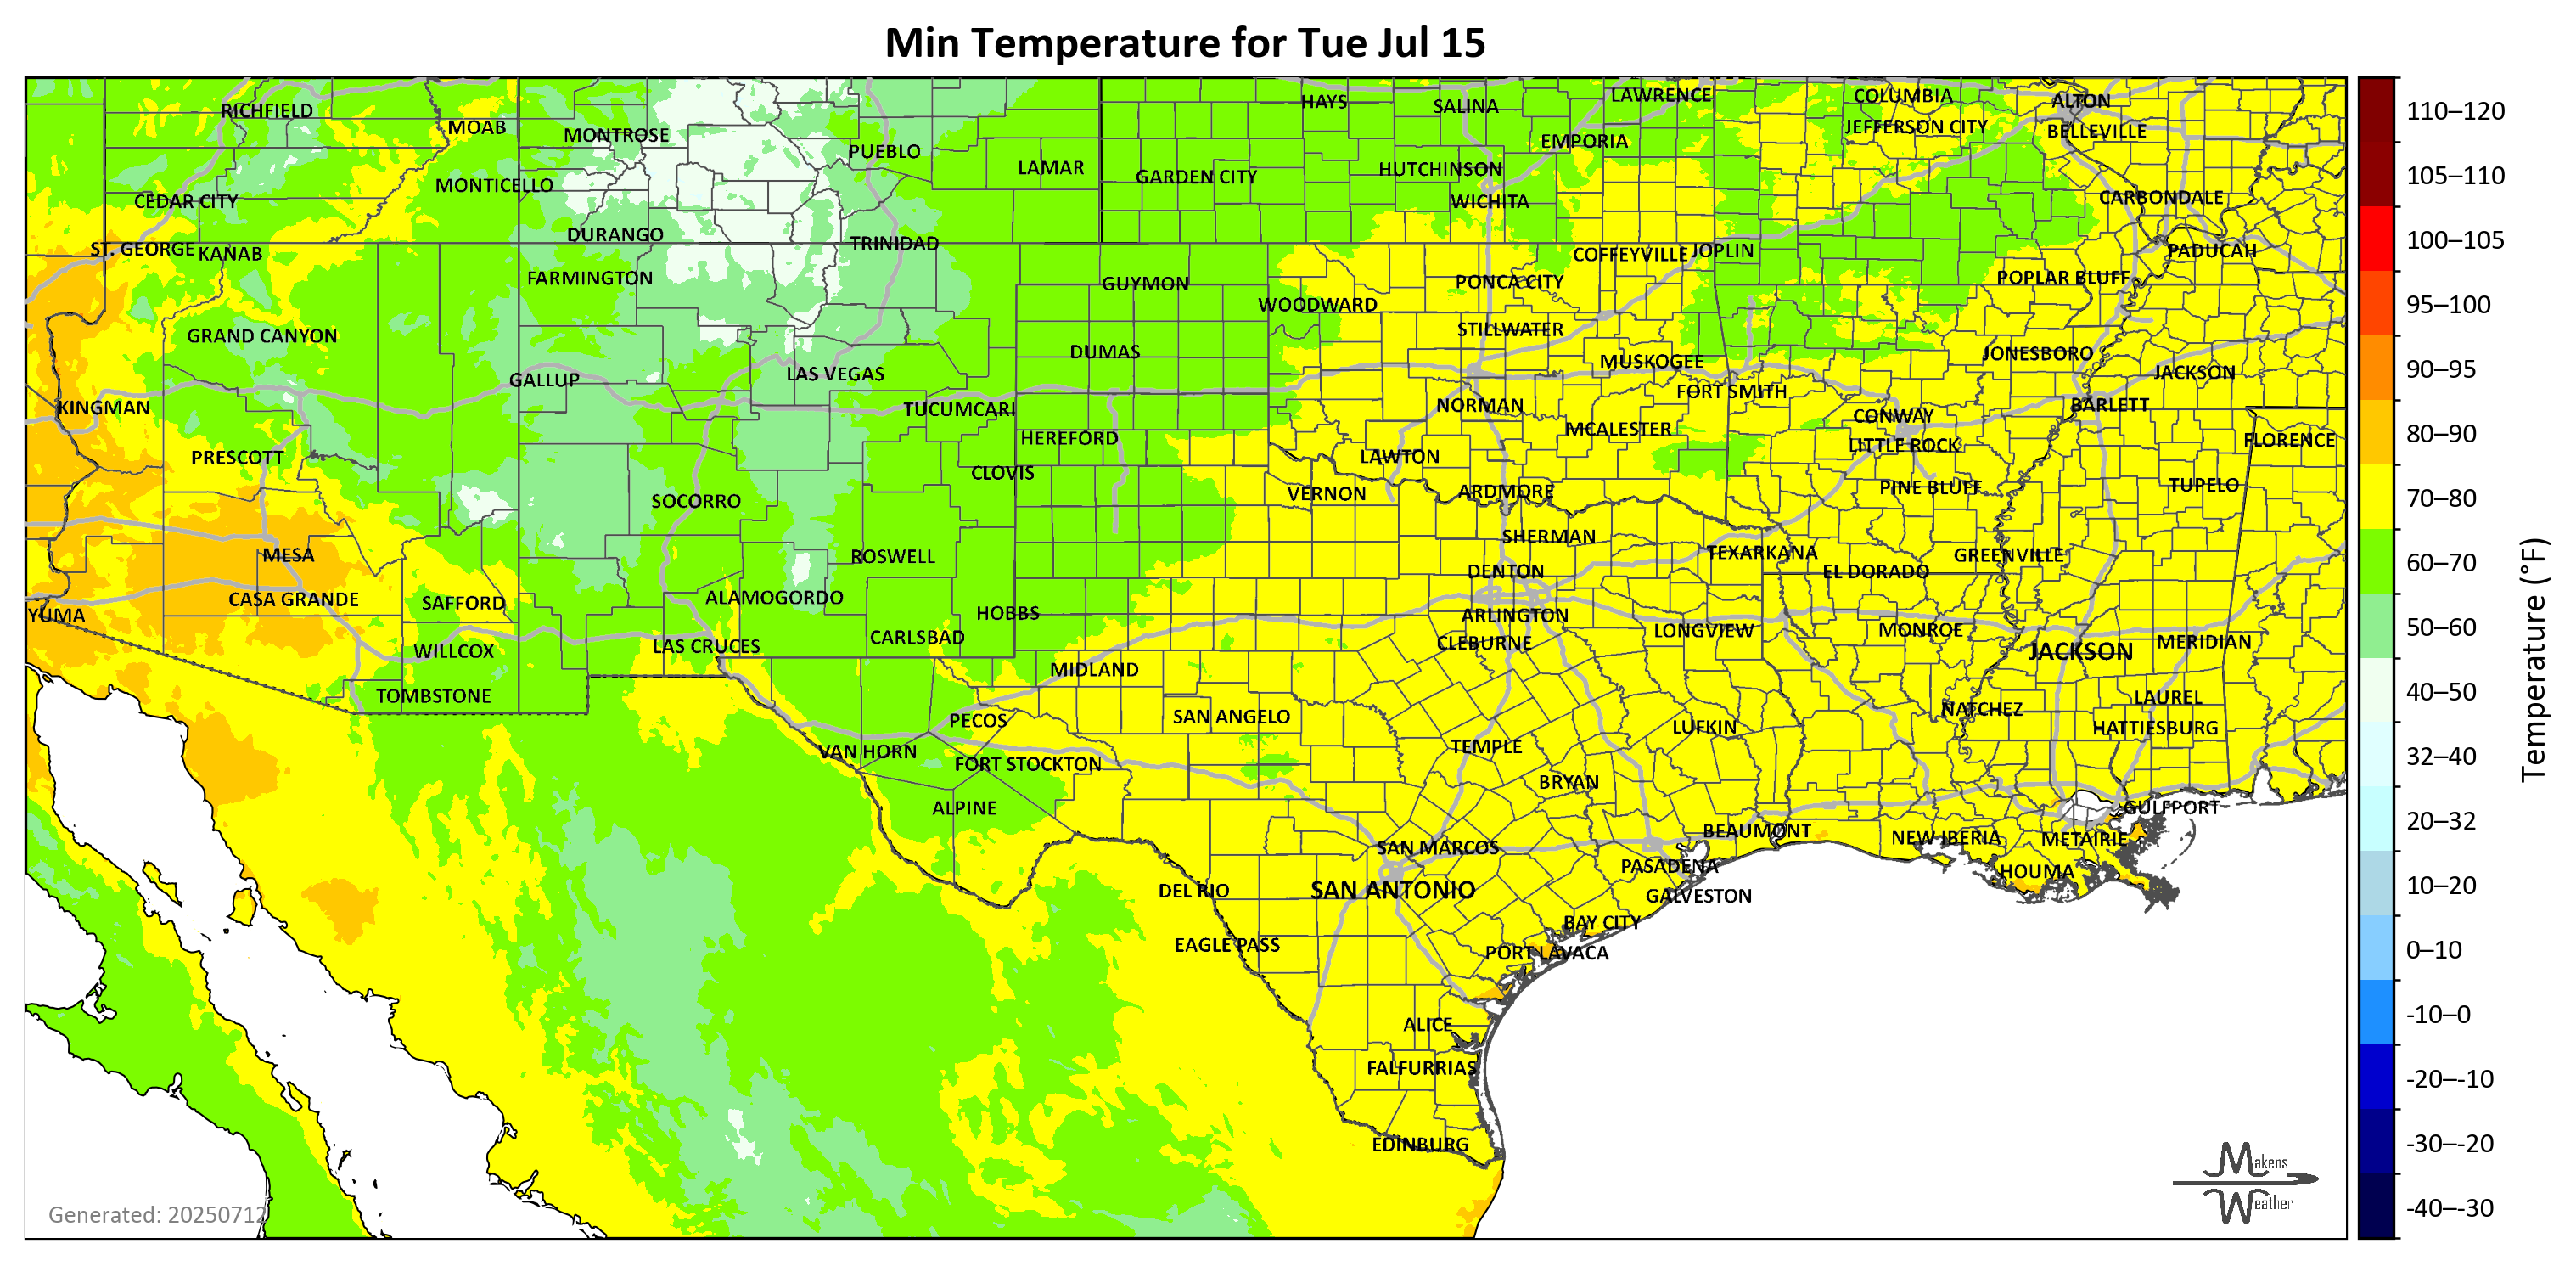 Min Temperature for Tue Jul 15
RICHFIELD
MOAB
MONTROSE
PUEBLO
LAMAR
HAYS
SALINA
LAWRENCE
COLUMBIA
ALTON
GARDEN CITY
HUTCHINSON
EMPORIA
JEFFERSON CITY
BELLEVILLE
MONTICELLO
CEDAR CITY
WICHITA
CARBONDALE
ST. GEORGE
KANAB
DURANGO
TRINIDAD
COFFEYVILLE
JOPLIN
PADUCAH
FARMINGTON
GUYMON
WOODWARD
PONCA CITY
POPLAR BLUFF
GRAND CANYON
DUMAS
STILLWATER
MUSKOGEE
JONESBORO
GALLUP
LAS VEGAS
FORT SMITH
JACKSON
KINGMAN
TUCUMCARI
NORMAN
CONWAY
BARLETT
PRESCOTT
HEREFORD
MCALESTER
LITTLE ROCK
FLORENCE
CLOVIS
LAWTON
SOCORRO
VERNON
ARDMORE
PINE BLUFF
TUPELO
MESA
ROSWELL
SHERMAN
TEXARKANA
GREENVILLE
CASA GRANDE
SAFFORD
ALAMOGORDO
DENTON
EL DORADO
YUMA
HOBBS
ARLINGTON
WILLCOX
LAS CRUCES
CARLSBAD
CLEBURNE
LONGVIEW
MONROE
JACKSON
MERIDIAN
TOMBSTONE
MIDLAND
LAUREL
PECOS
SAN ANGELO
NATCHEZ
HATTIESBURG
VAN HORN
FORT STOCKTON
TEMPLE
LUFKIN
ALPINE
BRYAN
GULFPORT
SAN MARCOS
BEAUMONT
NEW IBERIA
METAIRIE
DEL RIO
SAN ANTONIO
PASADENA
HOUMA
GALVESTON
EAGLE PASS
BAY CITY
PORT LAVACA
ALICE
FALFURRIAS
EDINBURG
Generated: 20250712
Makens
Weather
110–120
105–110
100–105
95–100
90–95
80–90
70–80
60–70
50–60
40–50
32–40
20–32
10–20
0–10
-10–0
-20–-10
-30–-20
-40–-30
Temperature (°F)